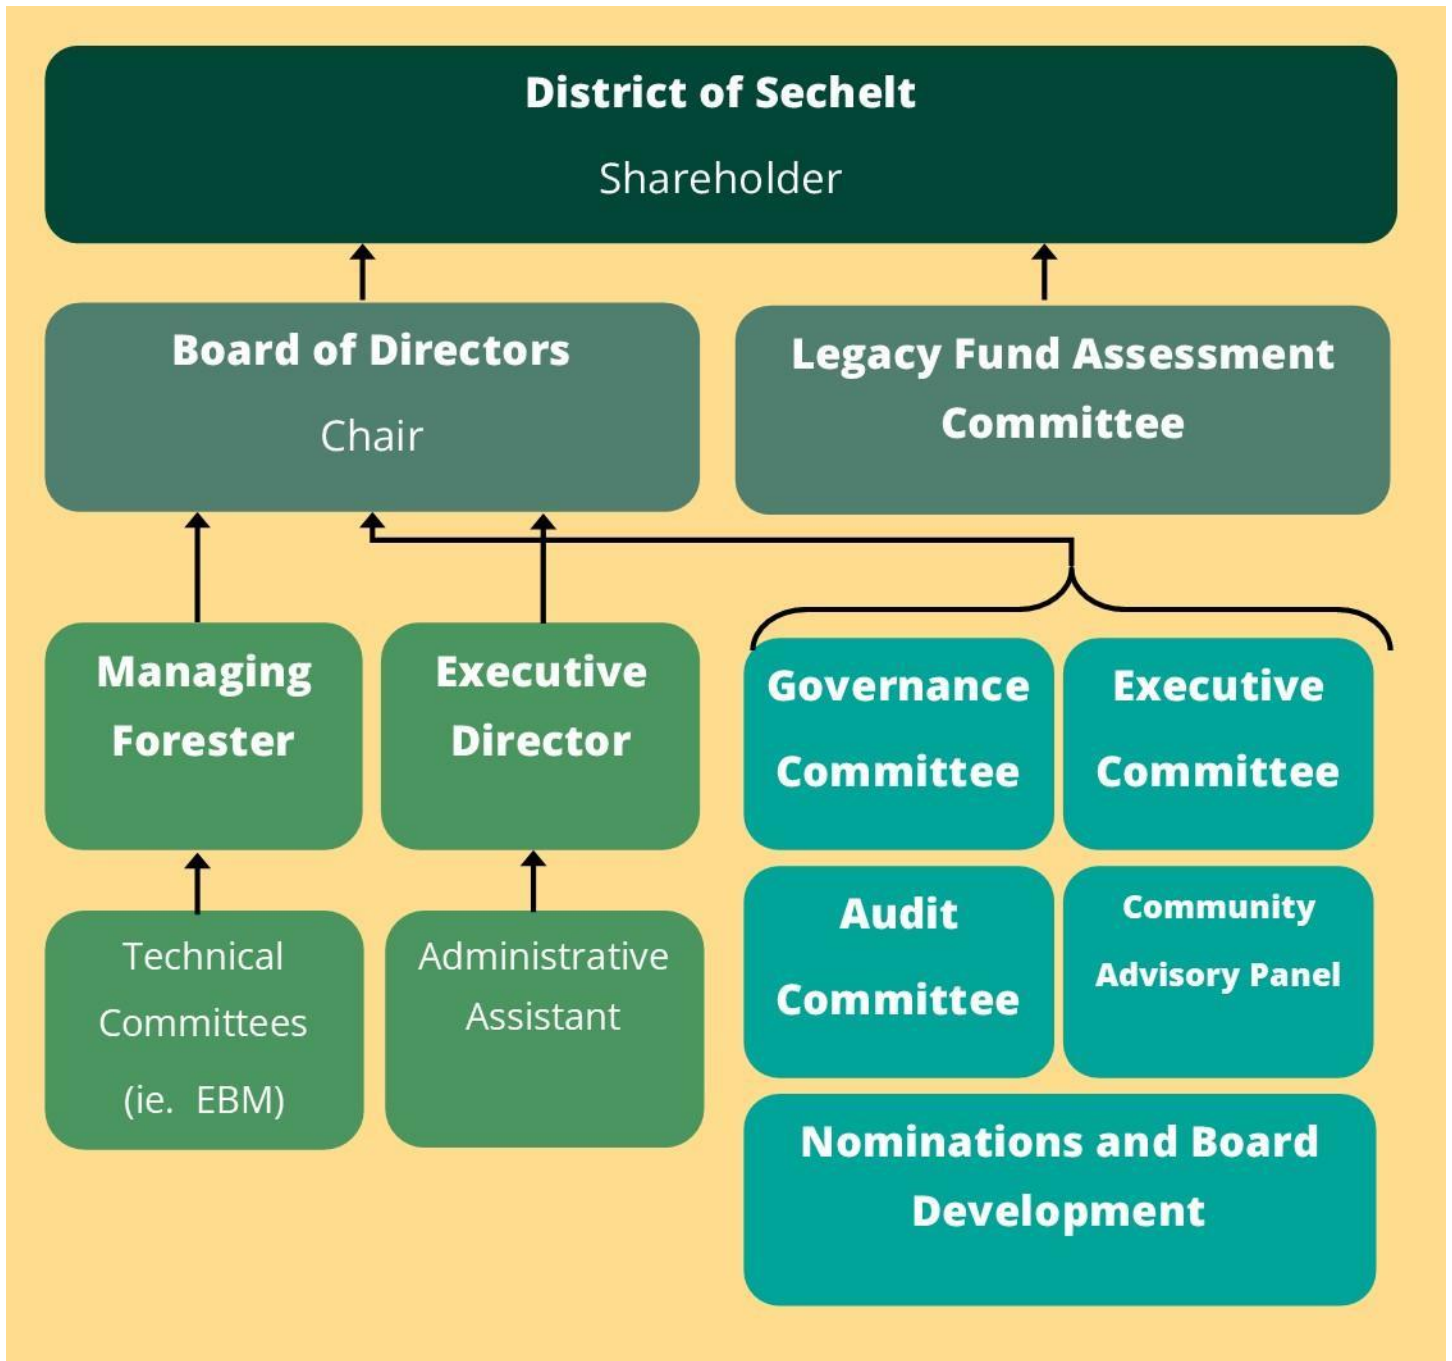 District of Sechelt
Shareholder
Board of Directors
Chair
Legacy Fund Assessment
Committee
Managing
Forester
Executive
Director
Governance
Committee
Executive
Committee
Technical
Committees
(ie. EBM)
Administrative
Assistant
Audit
Committee
Community
Advisory Panel
Nominations and Board
Development